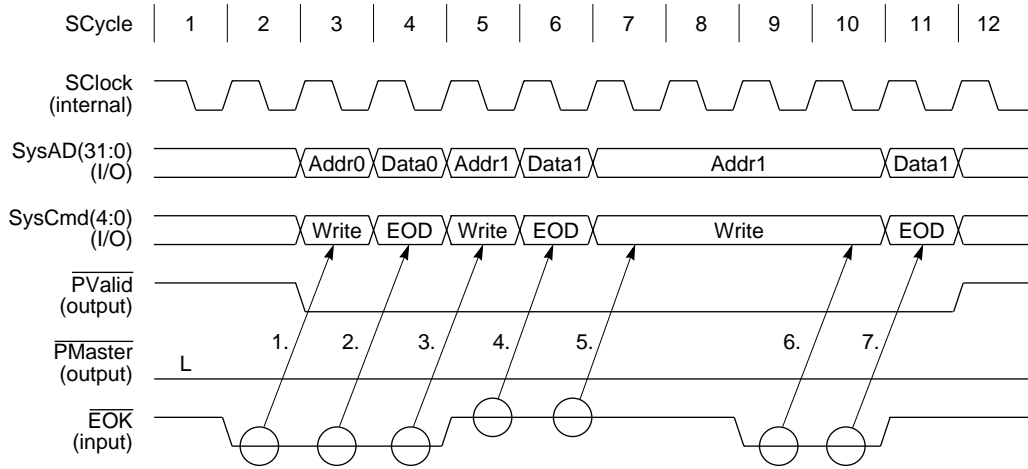 SCycle 1 2 3 4 5 6 7 8 9 10 11 12
SClock
(internal)
SysAD(31:0)
(I/O)
Addr0 Data0 Addr1 Data1 Addr1 Data1
SysCmd(4:0)
(I/O)
Write EOD Write EOD Write EOD
PValid
(output)
1. 2. 3. 4. 5. 6. 7.
PMaster
(output)
L
EOK
(input)